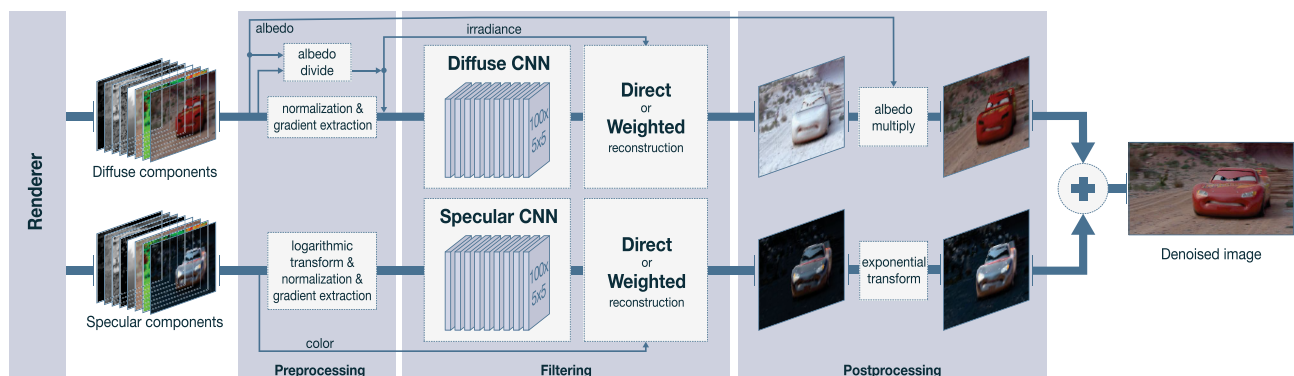 Renderer
Diffuse components
Specular components
albedo
albedo
divide
normalization &
gradient extraction
logarithmic
transform &
normalization &
gradient extraction
color
Preprocessing
irradiance
Diffuse CNN
100x
5x5
Direct
or
Weighted
reconstruction
Specular CNN
100x
5x5
Direct
or
Weighted
reconstruction
Filtering
albedo
multiply
exponential
transform
Postprocessing
Denoised image